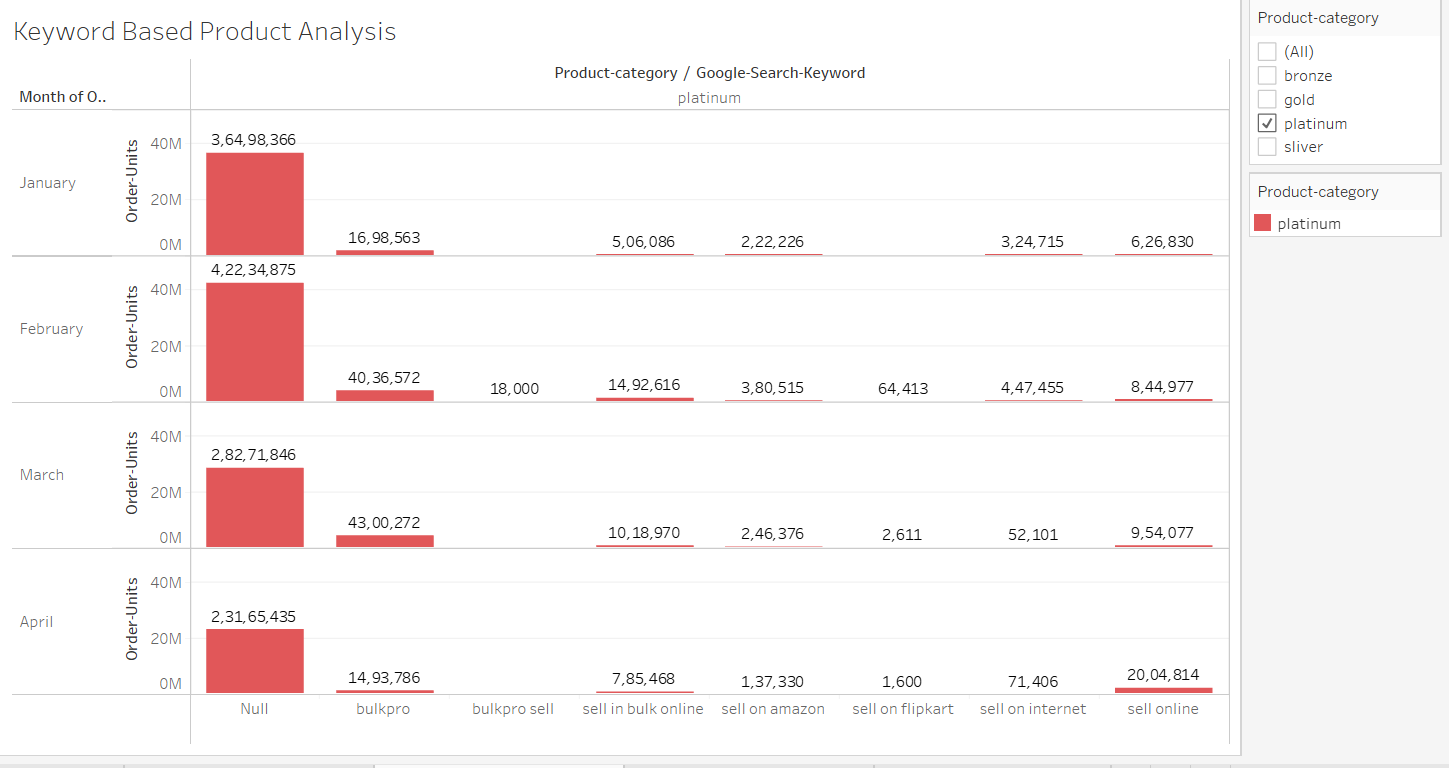 Keyword Based Product Analysis
Product-category / Google-Search-Keyword
Month of O..
platinum
January
Order-Units
40M
20M
0M
3,64,98,366
16,98,563
5,06,086
2,22,226
3,24,715
6,26,830
February
Order-Units
40M
20M
0M
4,22,34,875
40,36,572
18,000
14,92,616
3,80,515
64,413
4,47,455
8,44,977
March
Order-Units
40M
20M
0M
2,82,71,846
43,00,272
10,18,970
2,46,376
2,611
52,101
9,54,077
April
Order-Units
40M
20M
0M
2,31,65,435
14,93,786
7,85,468
1,37,330
1,600
71,406
20,04,814
Null
bulkpro
bulkpro sell
sell in bulk online
sell on amazon
sell on flipkart
sell on internet
sell online
Product-category
(All)
bronze
gold
platinum
sliver
Product-category
platinum